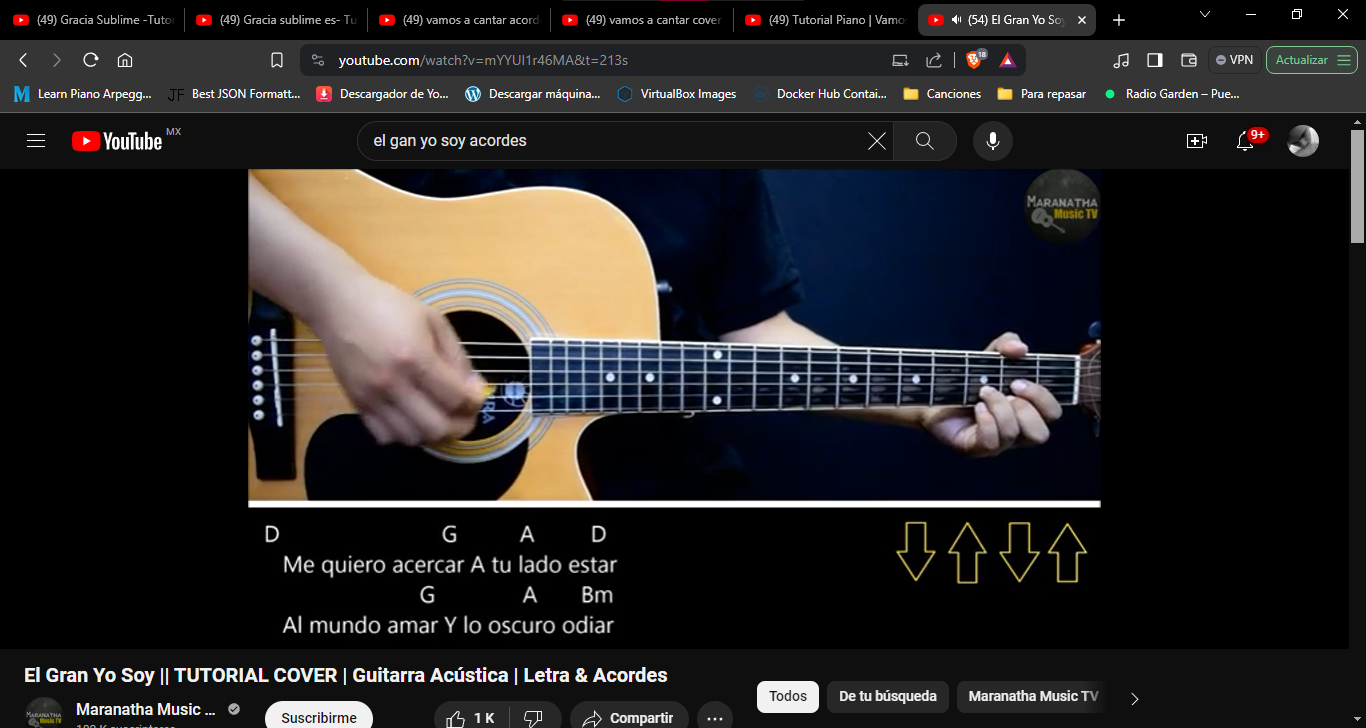 (49) Gracia Sublime -Tutor
(49) Gracia sublime es- Tu
(49) vamos a cantar acord
(49) vamos a cantar cover
(49) Tutorial Piano | Vamo
(54) El Gran Yo Soy
youtube.com/watch?v=mYYUI1r46MA&t=213s
18
VPN
Actualizar
M Learn Piano Arpegg...
JF Best JSON Formatt...
Descargador de Yo...
Descargar máquina...
VirtualBox Images
Docker Hub Contai...
Canciones
Para repasar
Radio Garden – Pue...
YouTube MX
el gan yo soy acordes
9+
MARANATHA
Music TV
D G A D
Me quiero acercar A tu lado estar
G A Bm
Al mundo amar Y lo oscuro odiar
El Gran Yo Soy || TUTORIAL COVER | Guitarra Acústica | Letra & Acordes
Todos
De tu búsqueda
Maranatha Music TV
Maranatha Music ...
Suscribirme
1 K
Compartir